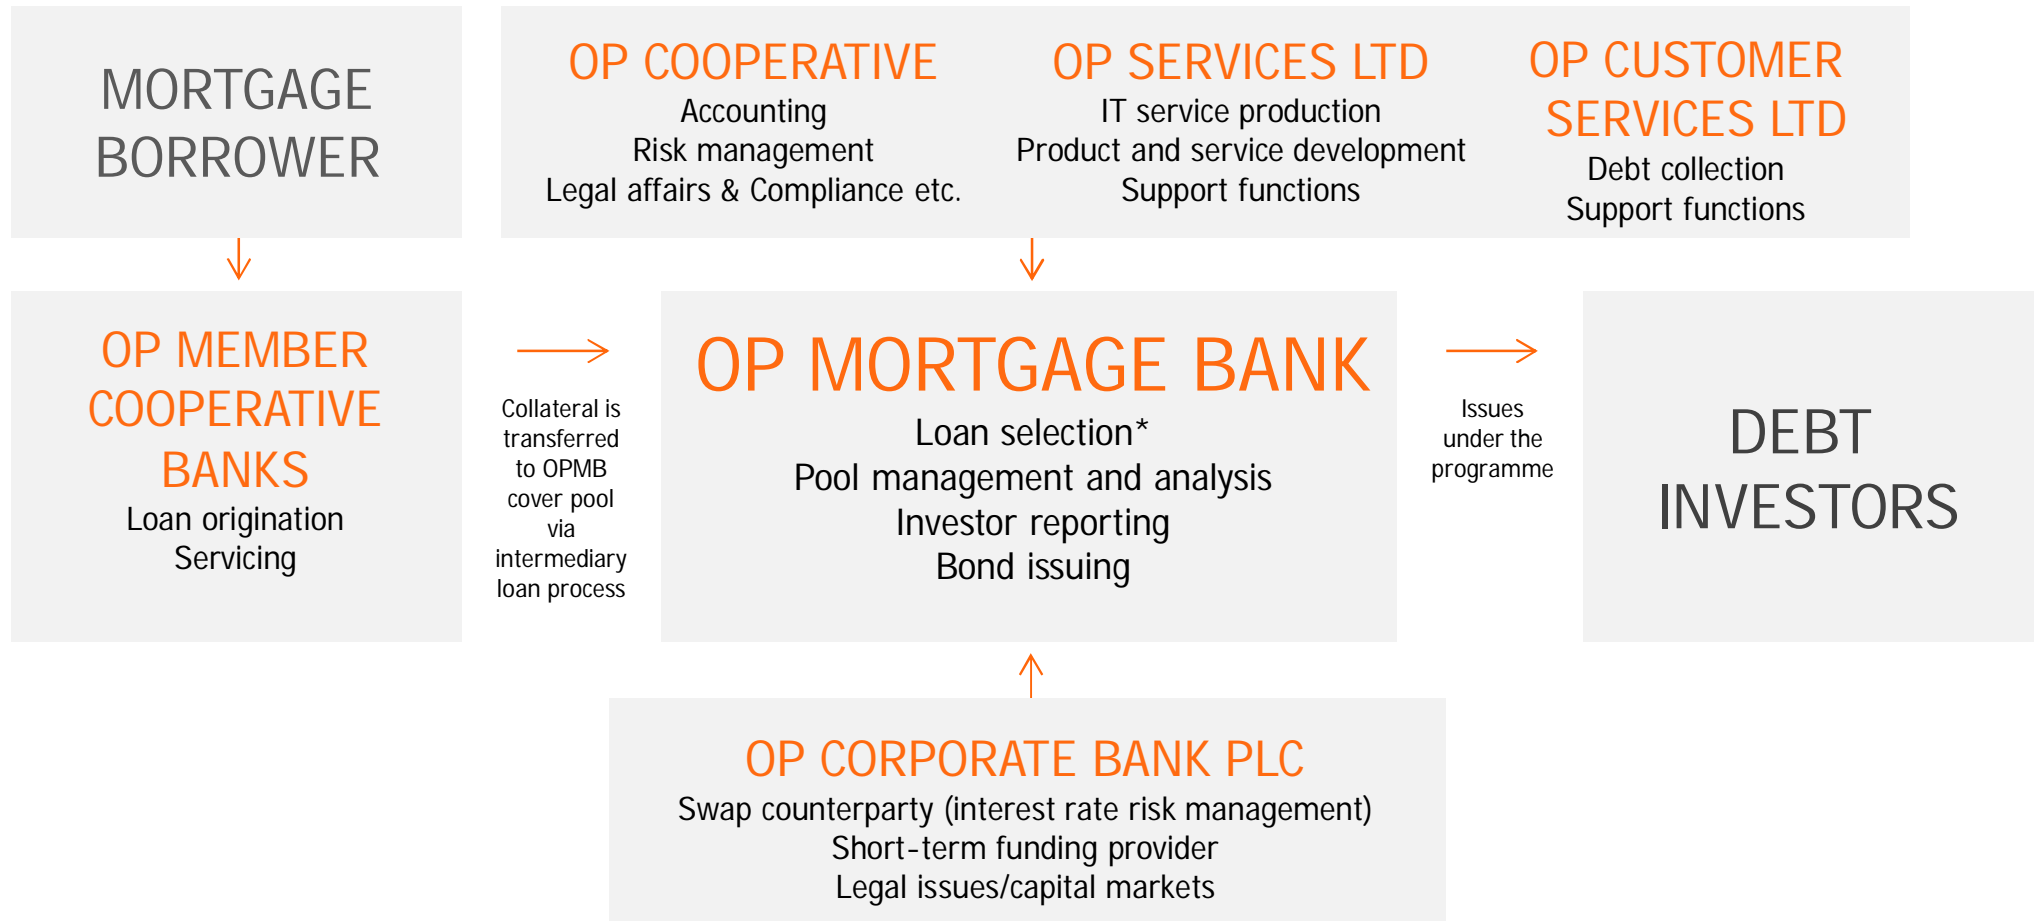 MORTGAGE
BORROWER
OP COOPERATIVE
Accounting
Risk management
Legal affairs & Compliance etc.
OP SERVICES LTD
IT service production
Product and service development
Support functions
OP CUSTOMER
SERVICES LTD
Debt collection
Support functions
OP MEMBER
COOPERATIVE
BANKS
Loan origination
Servicing
Collateral is
transferred
to OPMB
cover pool
via
intermediary
loan process
OP MORTGAGE BANK
Loan selection*
Pool management and analysis
Investor reporting
Bond issuing
Issues
under the
programme
DEBT
INVESTORS
OP CORPORATE BANK PLC
Swap counterparty (interest rate risk management)
Short-term funding provider
Legal issues/capital markets